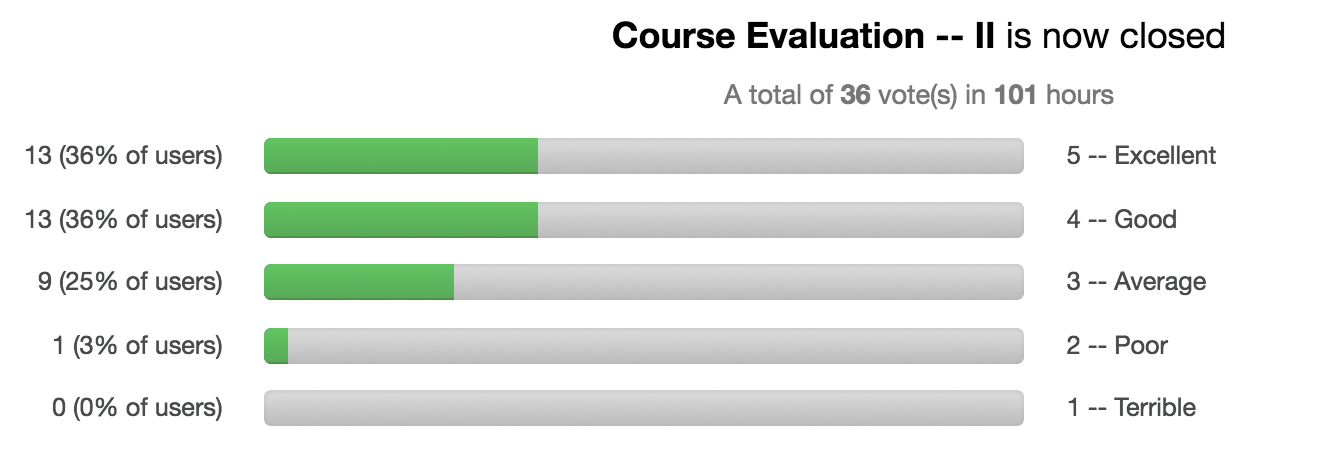 Course Evaluation -- II is now closed
A total of 36 vote(s) in 101 hours
13 (36% of users) 5 -- Excellent
13 (36% of users) 4 -- Good
9 (25% of users) 3 -- Average
1 (3% of users) 2 -- Poor
0 (0% of users) 1 -- Terrible